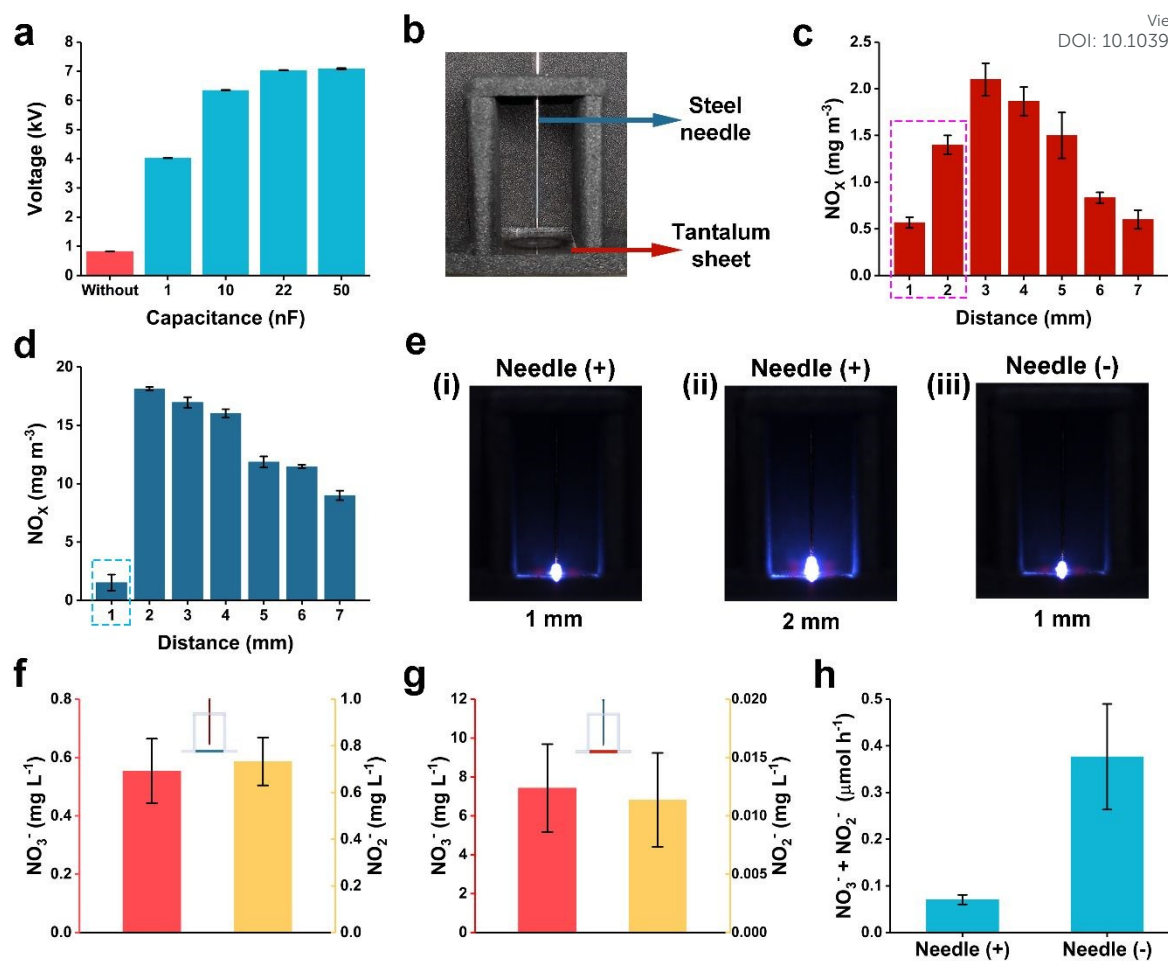 Vie
DOI: 10.1039
a
8
7
6
5
4
3
2
1
0
Voltage (kV)
Without 1 10 22 50
Capacitance (nF)
b
Steel
needle
Tantalum
sheet
c
2.5
2.0
1.5
1.0
0.5
0.0
NOₓ (mg m⁻³)
1 2 3 4 5 6 7
Distance (mm)
d
20
15
10
5
0
NOₓ (mg m⁻³)
1 2 3 4 5 6 7
Distance (mm)
e
Needle (+) Needle (+) Needle (-)
(i) (ii) (iii)
1 mm 2 mm 1 mm
f
0.8
0.6
0.4
0.2
0.0
NO₃⁻ (mg L⁻¹)
1.0
0.8
0.6
0.4
0.2
0.0
NO₂⁻ (mg L⁻¹)
g
12
10
8
6
4
2
0
NO₃⁻ (mg L⁻¹)
0.020
0.015
0.010
0.005
0.000
NO₂⁻ (mg L⁻¹)
h
0.5
0.4
0.3
0.2
0.1
0.0
NO₃⁻ + NO₂⁻ (μmol h⁻¹)
Needle (+) Needle (-)